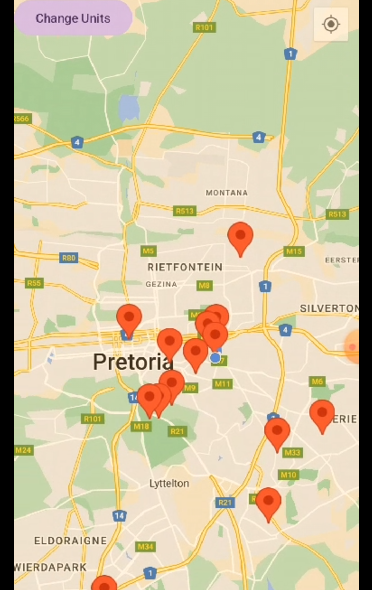 Change Units
R101
1
R566
4
4
MONTANA
R513
R513
M5
M15
R80
RIETFONTEIN
EERSTE
GEZINA
M8
R55
1
SILVERTON
4
Pretoria
M9
M11
M6
14
R101
M18
R21
ERIE
M24
M33
M10
Lyttelton
R21
14
ELDORAIGNE
M34
WIERDAPARK
1